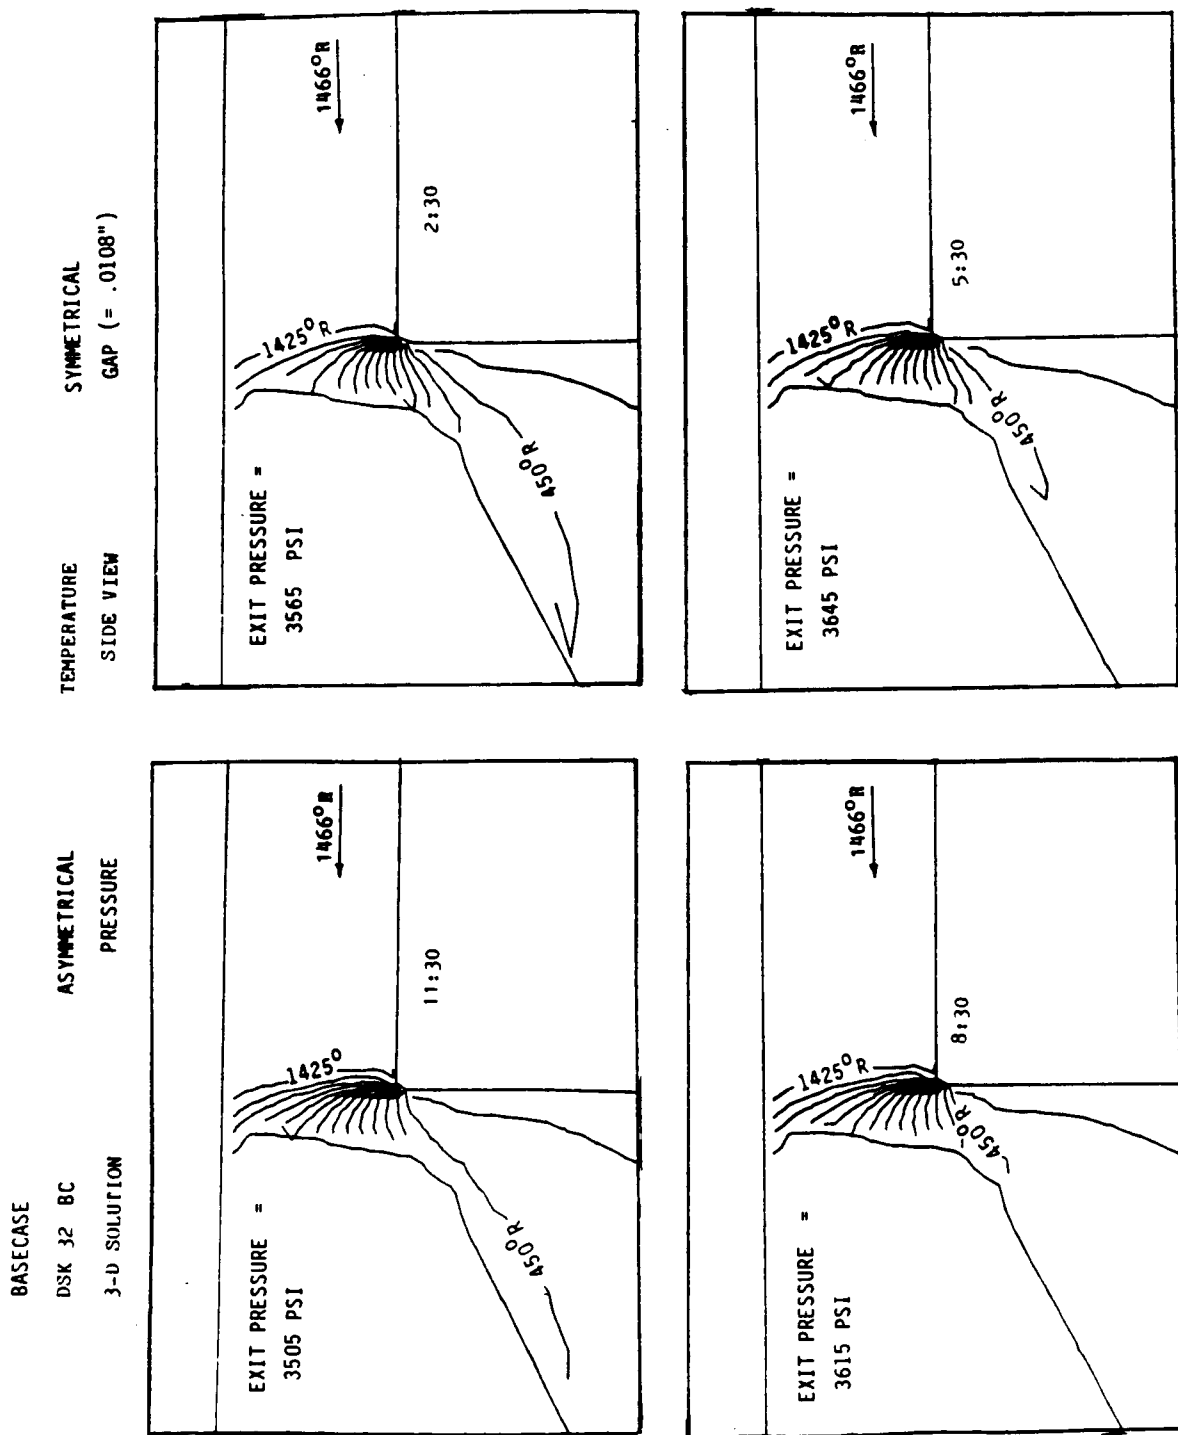 BASECASE
DSK 32 BC
ASYMMETRICAL
TEMPERATURE
SYMMETRICAL
3-D SOLUTION
PRESSURE
SIDE VIEW
GAP (= .0108")
EXIT PRESSURE =
3505 PSI
1425°
450°R
1466°R
11:30
EXIT PRESSURE =
3565 PSI
1425°R
450°R
1466°R
2:30
EXIT PRESSURE =
3615 PSI
1425°R
450°R
1466°R
8:30
EXIT PRESSURE =
3645 PSI
1425°R
450°R
1466°R
5:30